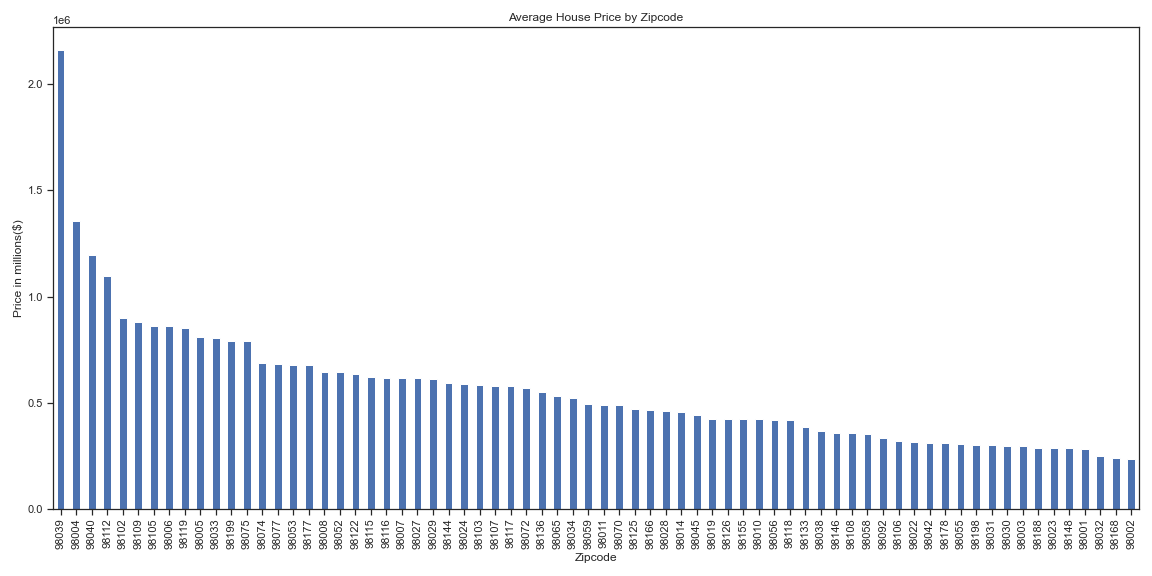 Average House Price by Zipcode
1e6
Price in millions($)
2.0
1.5
1.0
0.5
0.0
98039 98004 98040 98112 98102 98109 98105 98006 98119 98005 98033 98199 98075 98074 98077 98053 98177 98008 98052 98122 98115 98116 98007 98027 98029 98144 98024 98103 98107 98117 98072 98136 98065 98034 98059 98011 98070 98125 98166 98028 98014 98045 98019 98126 98155 98010 98056 98118 98133 98038 98146 98108 98058 98092 98106 98022 98042 98178 98055 98198 98031 98030 98003 98188 98023 98148 98001 98032 98168 98002
Zipcode